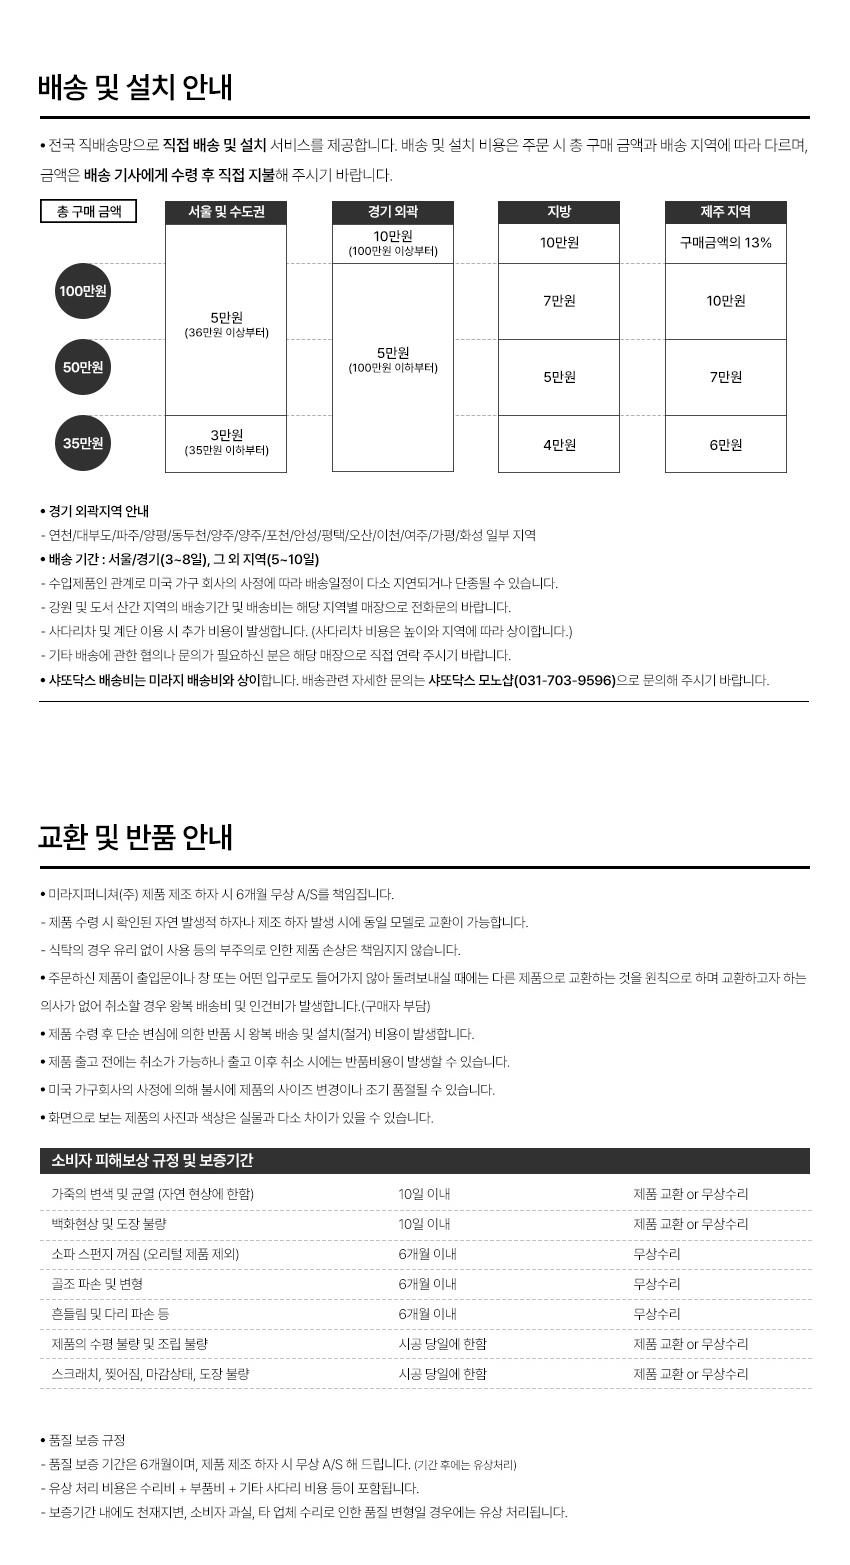 배송 및 설치 안내
• 전국 직배송망으로 직접 배송 및 설치 서비스를 제공합니다. 배송 및 설치 비용은 주문 시 총 구매 금액과 배송 지역에 따라 다르며,
금액은 배송 기사에게 수령 후 직접 지불해 주시기 바랍니다.
총 구매 금액 서울 및 수도권 경기 외곽 지방 제주 지역
10만원 10만원 구매금액의 13%
(100만원 이상부터)
100만원 7만원 10만원
5만원
(36만원 이상부터)
5만원
(100만원 이하부터)
50만원 5만원 7만원
35만원 3만원 4만원 6만원
(35만원 이하부터)
• 경기 외곽지역 안내
- 연천/대부도/파주/양평/동두천/양주/양주/포천/안성/평택/오산/이천/여주/가평/화성 일부 지역
• 배송 기간 : 서울/경기(3~8일), 그 외 지역(5~10일)
- 수입제품인 관계로 미국 가구 회사의 사정에 따라 배송일정이 다소 지연되거나 단종될 수 있습니다.
- 강원 및 도서 산간 지역의 배송기간 및 배송비는 해당 지역별 매장으로 전화문의 바랍니다.
- 사다리차 및 계단 이용 시 추가 비용이 발생합니다. (사다리차 비용은 높이와 지역에 따라 상이합니다.)
- 기타 배송에 관한 협의나 문의가 필요하신 분은 해당 매장으로 직접 연락 주시기 바랍니다.
• 샤또닥스 배송비는 미라지 배송비와 상이합니다. 배송관련 자세한 문의는 샤또닥스 모노샵(031-703-9596)으로 문의해 주시기 바랍니다.
교환 및 반품 안내
• 미라지퍼니쳐(주) 제품 제조 하자 시 6개월 무상 A/S를 책임집니다.
- 제품 수령 시 확인된 자연 발생적 하자나 제조 하자 발생 시에 동일 모델로 교환이 가능합니다.
- 식탁의 경우 유리 없이 사용 등의 부주의로 인한 제품 손상은 책임지지 않습니다.
• 주문하신 제품이 출입문이나 창 또는 어떤 입구로도 들어가지 않아 돌려보내실 때에는 다른 제품으로 교환하는 것을 원칙으로 하며 교환하고자 하는
의사가 없어 취소할 경우 왕복 배송비 및 인건비가 발생합니다.(구매자 부담)
• 제품 수령 후 단순 변심에 의한 반품 시 왕복 배송 및 설치(철거) 비용이 발생합니다.
• 제품 출고 전에는 취소가 가능하나 출고 이후 취소 시에는 반품비용이 발생할 수 있습니다.
• 미국 가구회사의 사정에 의해 불시에 제품의 사이즈 변경이나 조기 품절될 수 있습니다.
• 화면으로 보는 제품의 사진과 색상은 실물과 다소 차이가 있을 수 있습니다.
소비자 피해보상 규정 및 보증기간
가죽의 변색 및 균열 (자연 현상에 한함) 10일 이내 제품 교환 or 무상수리
백화현상 및 도장 불량 10일 이내 제품 교환 or 무상수리
소파 스펀지 꺼짐 (오리털 제품 제외) 6개월 이내 무상수리
골조 파손 및 변형 6개월 이내 무상수리
흔들림 및 다리 파손 등 6개월 이내 무상수리
제품의 수평 불량 및 조립 불량 시공 당일에 한함 제품 교환 or 무상수리
스크래치, 찢어짐, 마감상태, 도장 불량 시공 당일에 한함 제품 교환 or 무상수리
• 품질 보증 규정
- 품질 보증 기간은 6개월이며, 제품 제조 하자 시 무상 A/S 해 드립니다. (기간 후에는 유상처리)
- 유상 처리 비용은 수리비 + 부품비 + 기타 사다리 비용 등이 포함됩니다.
- 보증기간 내에도 천재지변, 소비자 과실, 타 업체 수리로 인한 품질 변형일 경우에는 유상 처리됩니다.